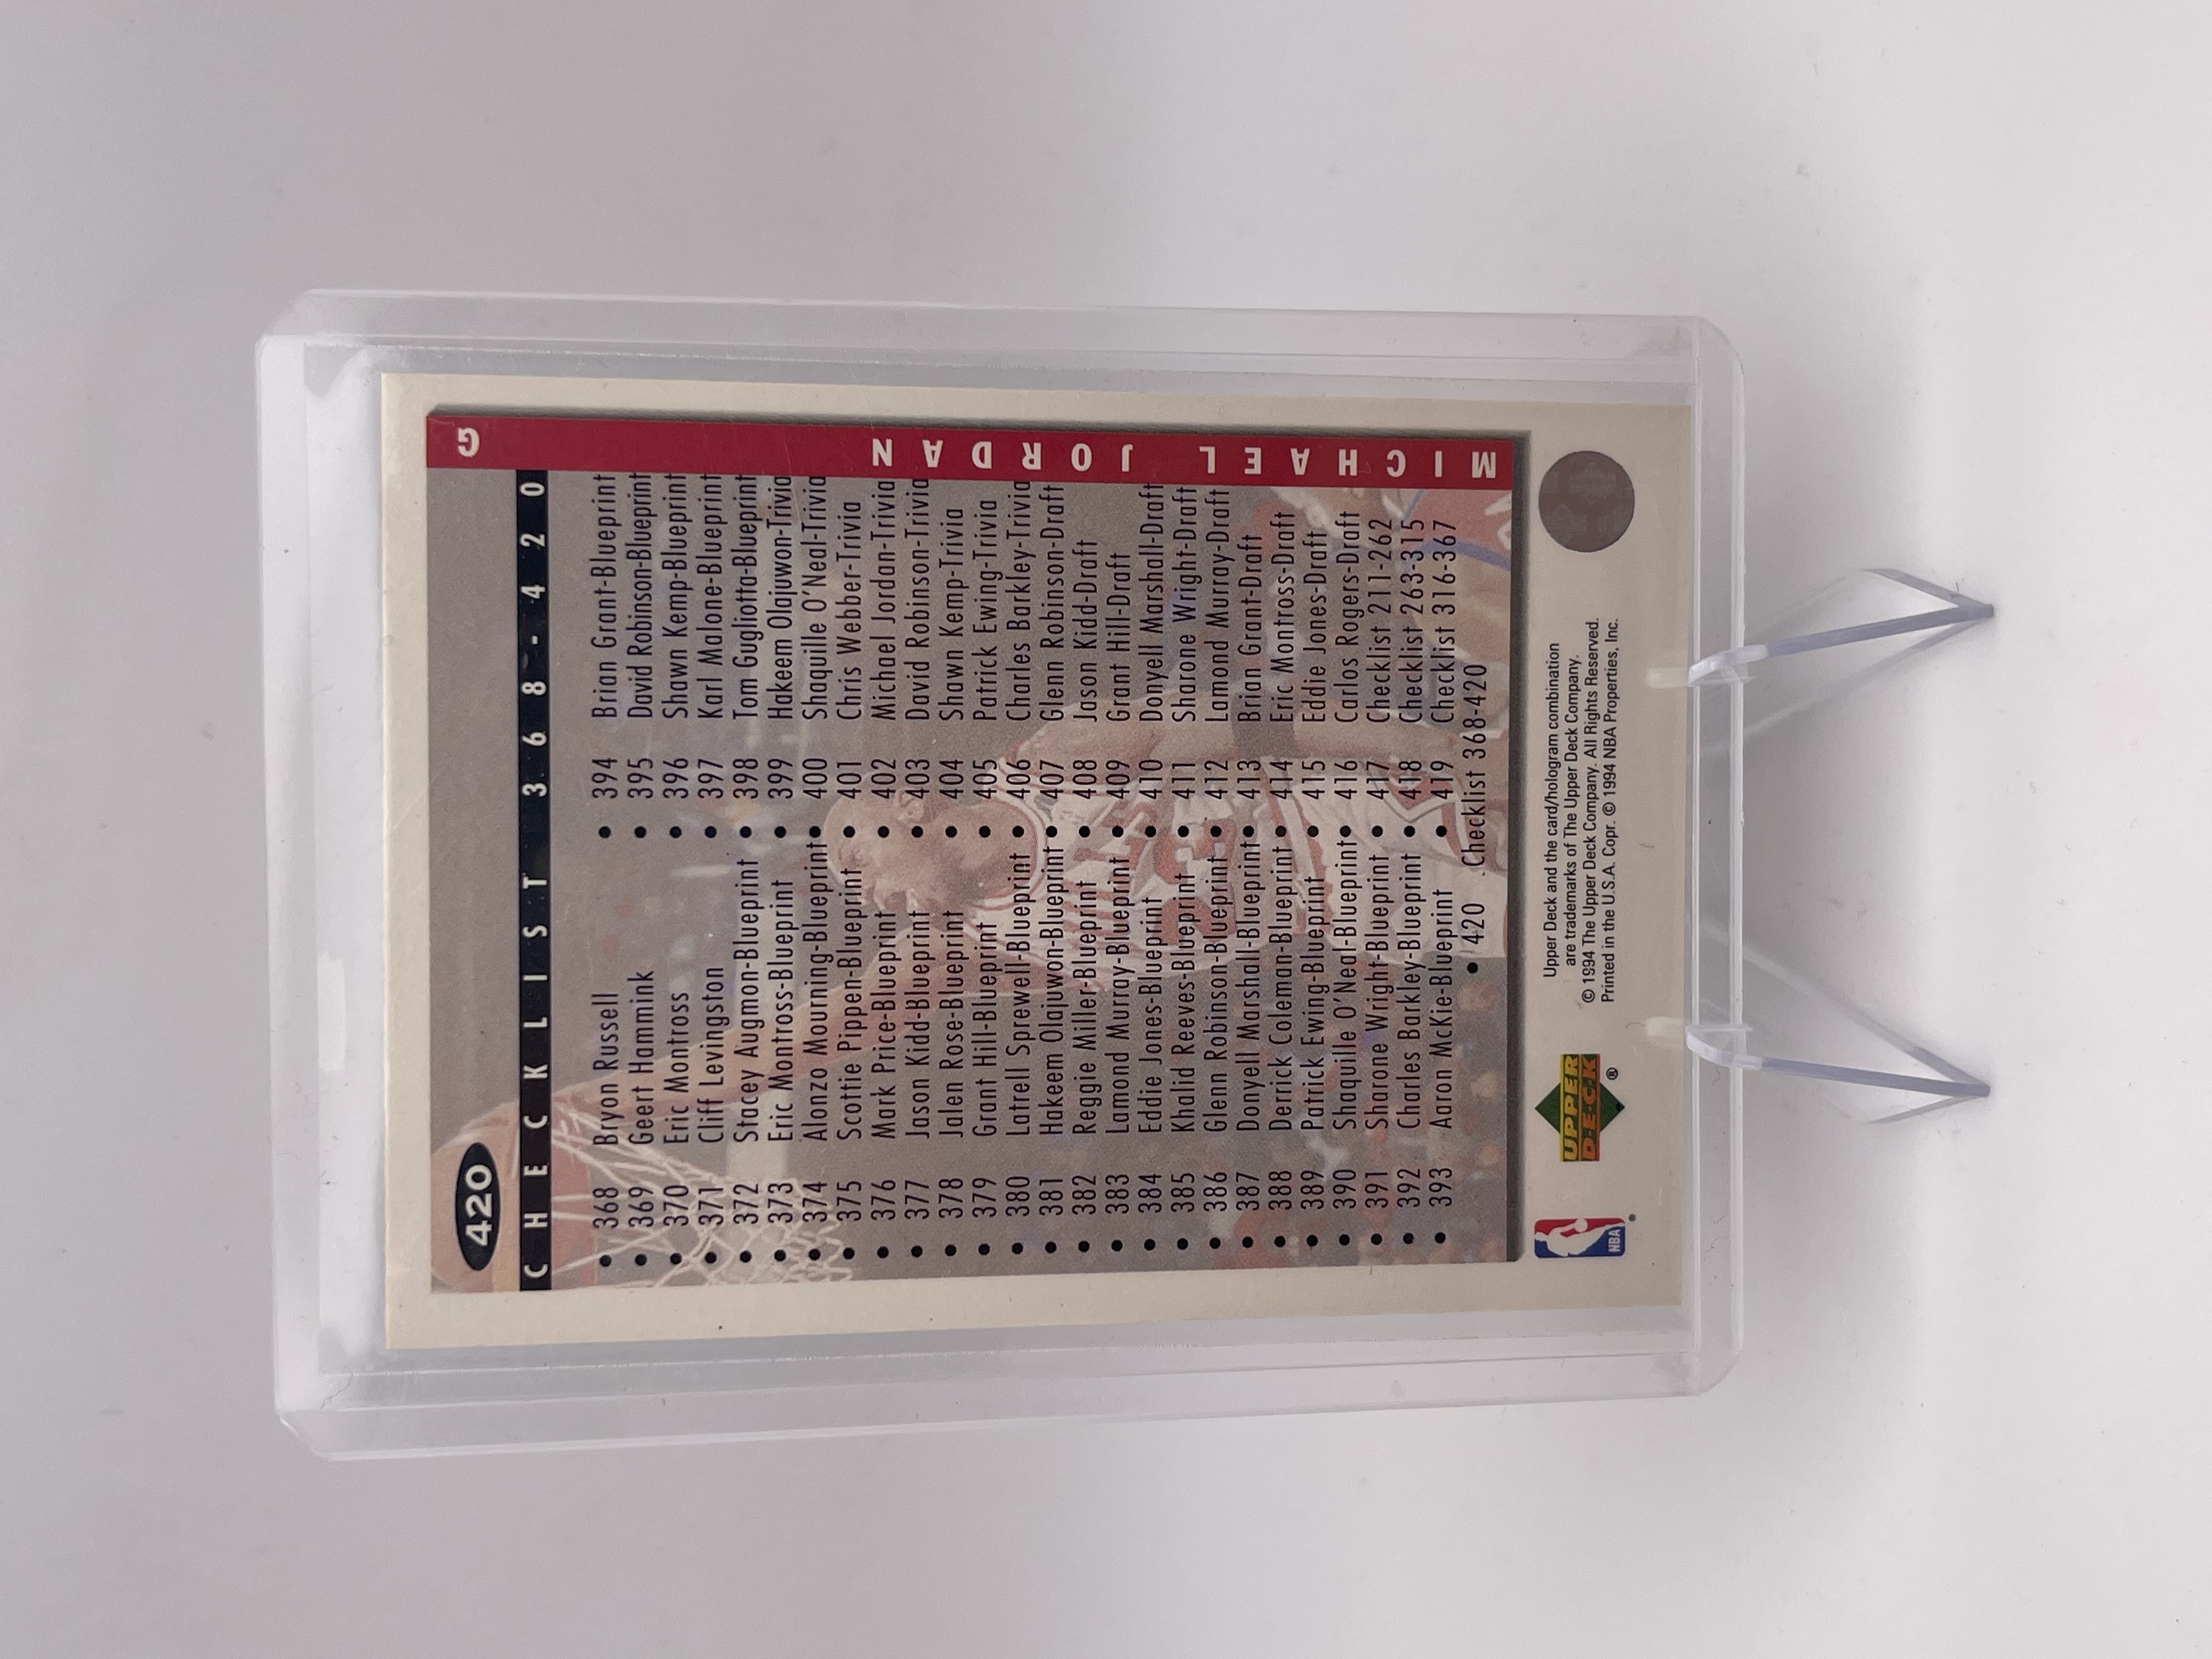 420
CHECKLIST 368-420
• 368 Bryon Russell
• 369 Geert Hammink
• 370 Eric Montross
• 371 Cliff Levingston
• 372 Stacey Augmon-Blueprint
• 373 Eric Montross-Blueprint
• 374 Alonzo Mourning-Blueprint
• 375 Scottie Pippen-Blueprint
• 376 Mark Price-Blueprint
• 377 Jason Kidd-Blueprint
• 378 Jalen Rose-Blueprint
• 379 Grant Hill-Blueprint
• 380 Latrell Sprewell-Blueprint
• 381 Hakeem Olajuwon-Blueprint
• 382 Reggie Miller-Blueprint
• 383 Lamond Murray-Blueprint
• 384 Eddie Jones-Blueprint
• 385 Khalid Reeves-Blueprint
• 386 Glenn Robinson-Blueprint
• 387 Donyell Marshall-Blueprint
• 388 Derrick Coleman-Blueprint
• 389 Patrick Ewing-Blueprint
• 390 Shaquille O'Neal-Blueprint
• 391 Sharone Wright-Blueprint
• 392 Charles Barkley-Blueprint
• 393 Aaron McKie-Blueprint
• 394 Brian Grant-Blueprint
• 395 David Robinson-Blueprint
• 396 Shawn Kemp-Blueprint
• 397 Karl Malone-Blueprint
• 398 Tom Gugliotta-Blueprint
• 399 Hakeem Olajuwon-Trivia
• 400 Shaquille O'Neal-Trivia
• 401 Chris Webber-Trivia
• 402 Michael Jordan-Trivia
• 403 David Robinson-Trivia
• 404 Shawn Kemp-Trivia
• 405 Patrick Ewing-Trivia
• 406 Charles Barkley-Trivia
• 407 Glenn Robinson-Draft
• 408 Jason Kidd-Draft
• 409 Grant Hill-Draft
• 410 Donyell Marshall-Draft
• 411 Sharone Wright-Draft
• 412 Lamond Murray-Draft
• 413 Brian Grant-Draft
• 414 Eric Montross-Draft
• 415 Eddie Jones-Draft
• 416 Carlos Rogers-Draft
• 417 Checklist 211-262
• 418 Checklist 263-315
• 419 Checklist 316-367
• 420 Checklist 368-420
MICHAEL JORDAN G
NBA
®
UPPER
DECK
®
Upper Deck and the card/hologram combination
are trademarks of The Upper Deck Company.
© 1994 The Upper Deck Company. All Rights Reserved.
Printed in the U.S.A. Copr. © 1994 NBA Properties, Inc.